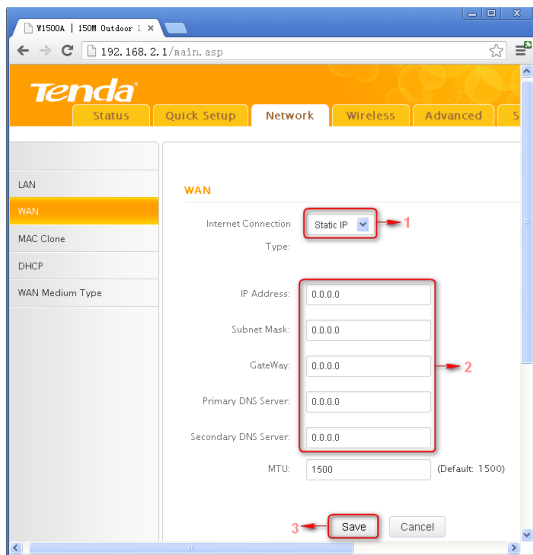 W1500A | 150M Outdoor
192.168.2.1/main.asp
Tenda
Status Quick Setup Network Wireless Advanced S
LAN
WAN
MAC Clone
DHCP
WAN Medium Type
WAN
Internet Connection Type: Static IP 1
IP Address: 0.0.0.0
Subnet Mask: 0.0.0.0
GateWay: 0.0.0.0 2
Primary DNS Server: 0.0.0.0
Secondary DNS Server: 0.0.0.0
MTU: 1500 (Default: 1500)
3 Save Cancel